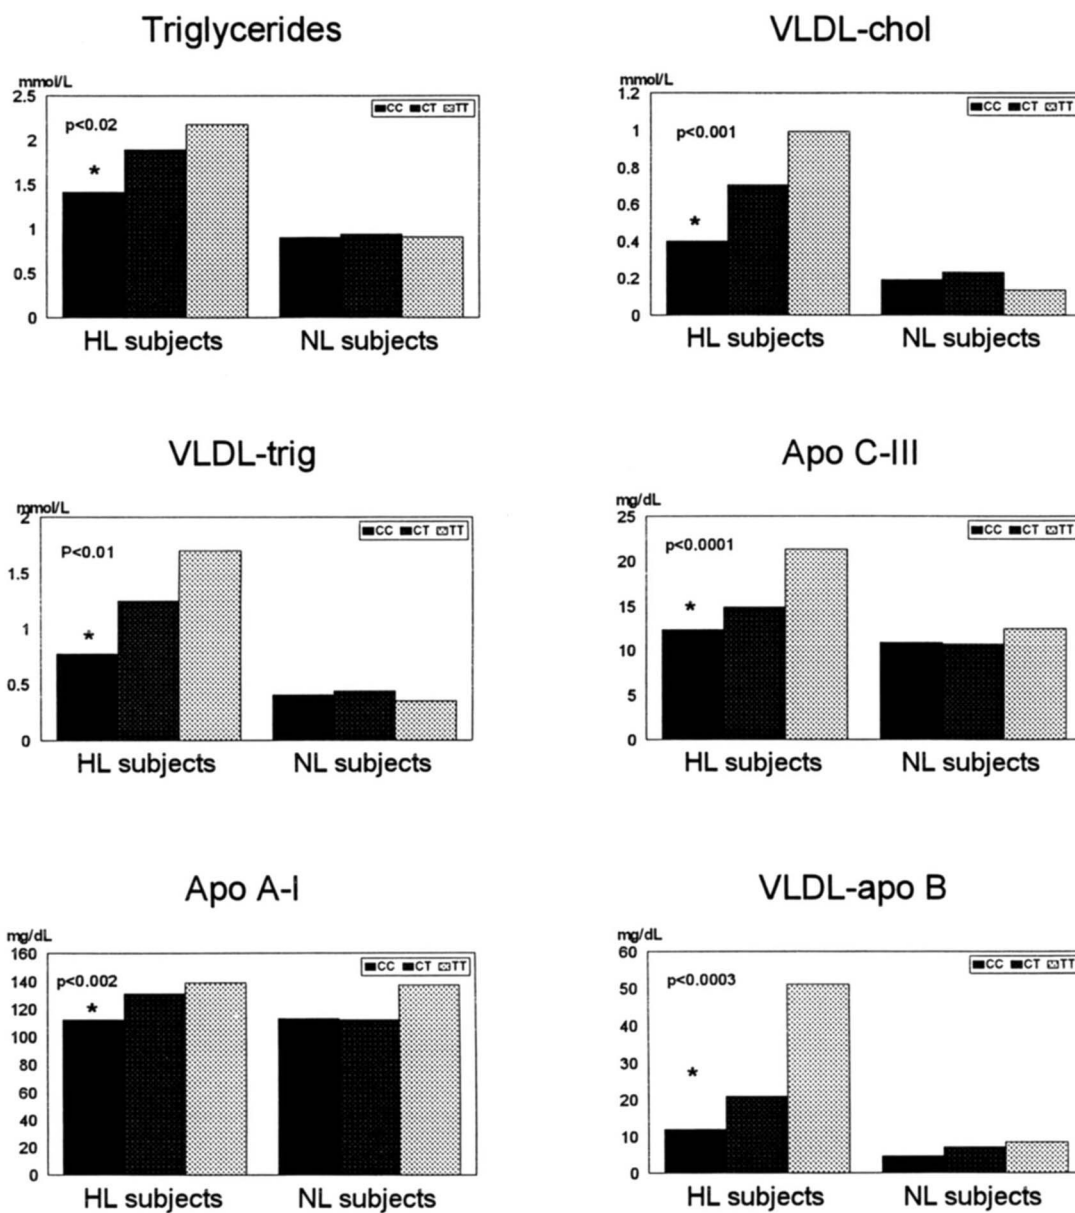 Triglycerides
mmol/L
2.5
2
1.5
1
0.5
0
CC CT TT
p<0.02
*
HL subjects NL subjects
VLDL-chol
mmol/L
1.2
1
0.8
0.6
0.4
0.2
0
CC CT TT
p<0.001
*
HL subjects NL subjects
VLDL-trig
mmol/L
2
1.5
1
0.5
0
CC CT TT
P<0.01
*
HL subjects NL subjects
Apo C-III
mg/dL
25
20
15
10
5
0
CC CT TT
p<0.0001
*
HL subjects NL subjects
Apo A-I
mg/dL
160
140
120
100
80
60
40
20
0
CC CT TT
p<0.002
*
HL subjects NL subjects
VLDL-apo B
mg/dL
60
50
40
30
20
10
0
CC CT TT
p<0.0003
*
HL subjects NL subjects